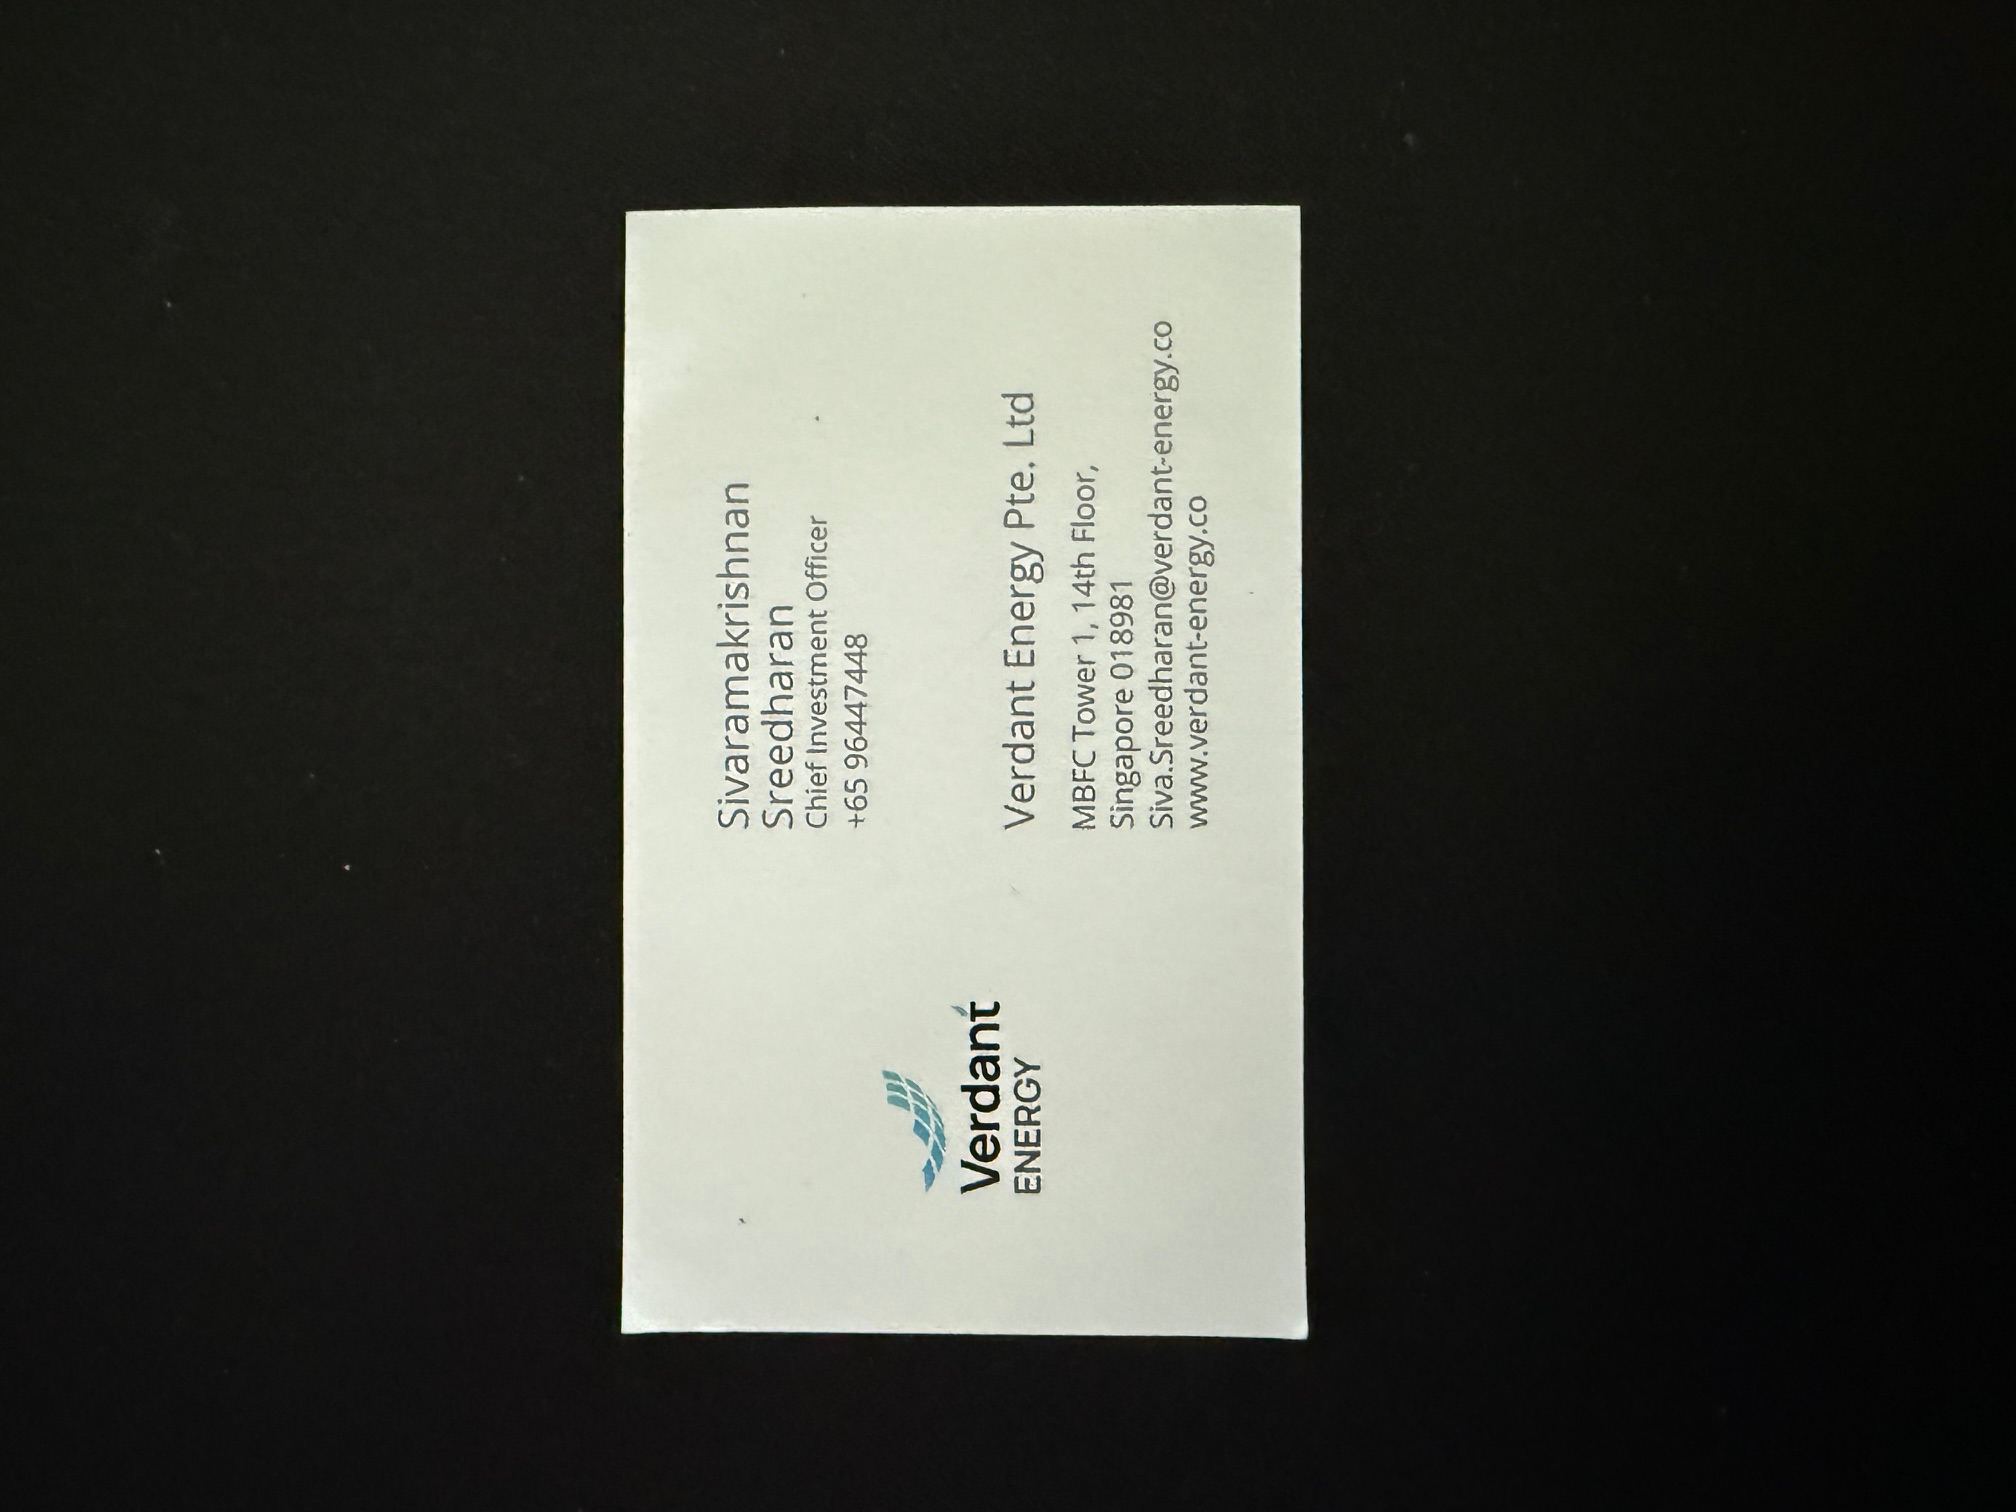 Sivaramakrishnan
Sreedharan
Chief Investment Officer
+65 96447448
Verdant
ENERGY
Verdant Energy Pte. Ltd
MBFC Tower 1, 14th Floor,
Singapore 018981
Siva.Sreedharan@verdant-energy.co
www.verdant-energy.co